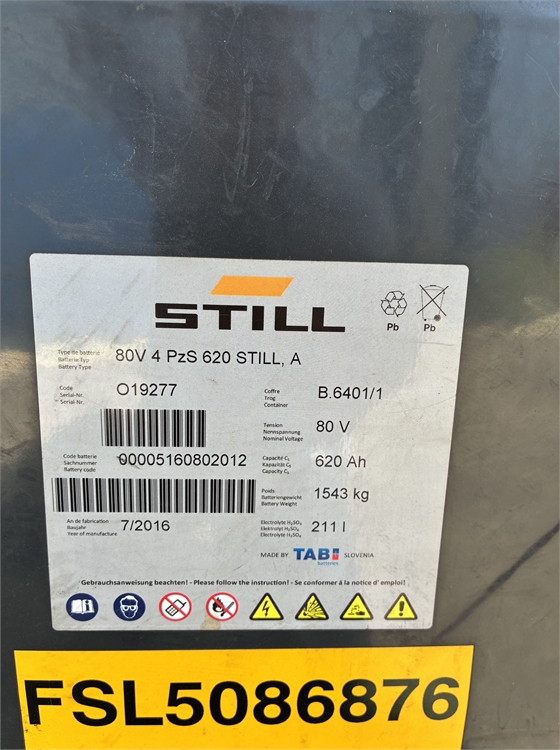 STILL
Pb Pb
Type de batterie
Batterie Typ
Battery Type
80V 4 PzS 620 STILL, A
Code
Serial-Nr.
Serial-Nr.
O19277
Coffre
Trog
Container
B.6401/1
Tension
Nennspannung
Nominal Voltage
80 V
Code batterie
Sachnummer
Battery code
00005160802012
Capacité C₅
Kapazität C₅
Capacity C₅
620 Ah
Poids
Batteriengewicht
Battery Weight
1543 kg
An de fabrication
Baujahr
Year of manufacture
7/2016
Electrolyte H₂SO₄
Elektrolyt H₂SO₄
Electrolyte H₂SO₄
211 l
MADE BY TAB batteries SLOVENIA
Gebrauchsanweisung beachten! - Please follow the instruction! - Se conformer à la notice d' emploi!
FSL5086876